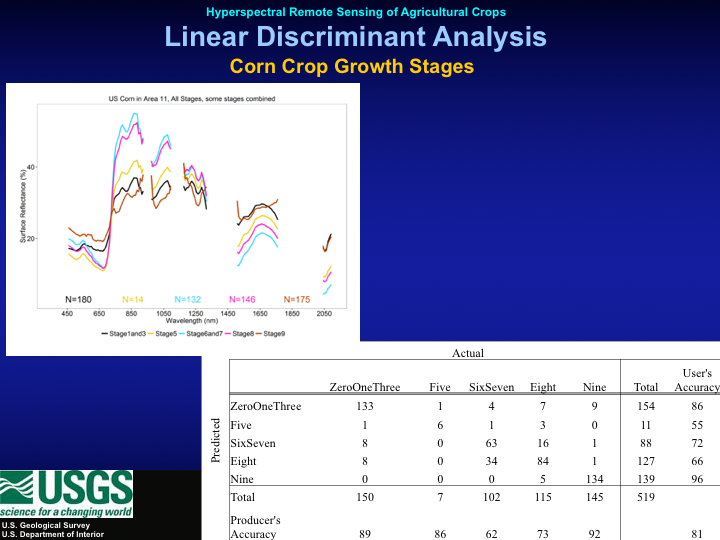 Hyperspectral Remote Sensing of Agricultural Crops
Linear Discriminant Analysis
Corn Crop Growth Stages
US Corn in Area 11, All Stages, some stages combined
Surface Reflectance (%)
40
20
N=180 N=14 N=132 N=146 N=175
450 650 850 1050 1250 1450 1650 1850 2050
Wavelength (nm)
Stage1and3 Stage5 Stage6and7 Stage8 Stage9
Actual
ZeroOneThree Five SixSeven Eight Nine Total User's Accuracy
Predicted
ZeroOneThree 133 1 4 7 9 154 86
Five 1 6 1 3 0 11 55
SixSeven 8 0 63 16 1 88 72
Eight 8 0 34 84 1 127 66
Nine 0 0 0 5 134 139 96
Total 150 7 102 115 145 519
Producer's Accuracy 89 86 62 73 92 81
USGS
science for a changing world
U.S. Geological Survey
U.S. Department of Interior